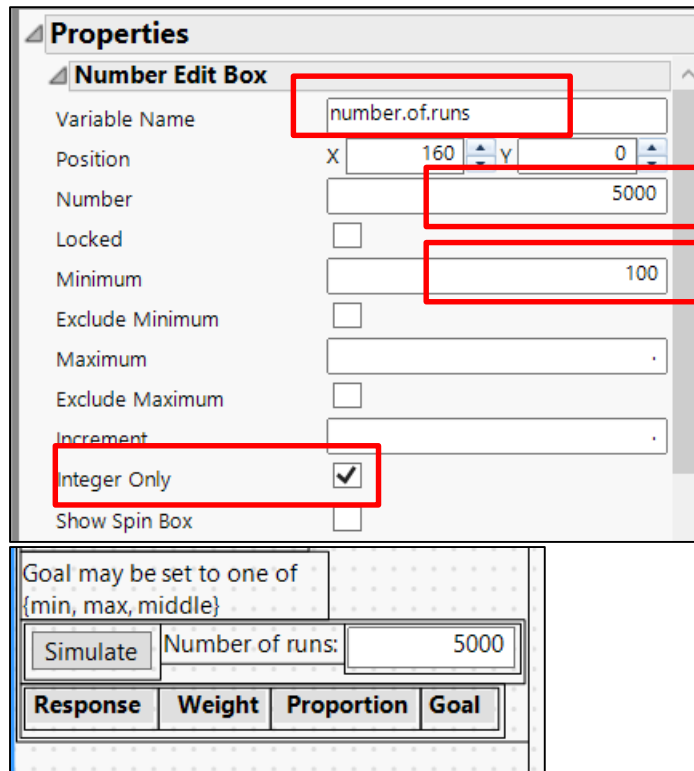 Properties
Number Edit Box
Variable Name number.of.runs
Position X 160 Y 0
Number 5000
Locked
Minimum 100
Exclude Minimum
Maximum .
Exclude Maximum
Increment .
Integer Only
Show Spin Box
Goal may be set to one of
{min, max, middle}
Simulate Number of runs: 5000
Response Weight Proportion Goal